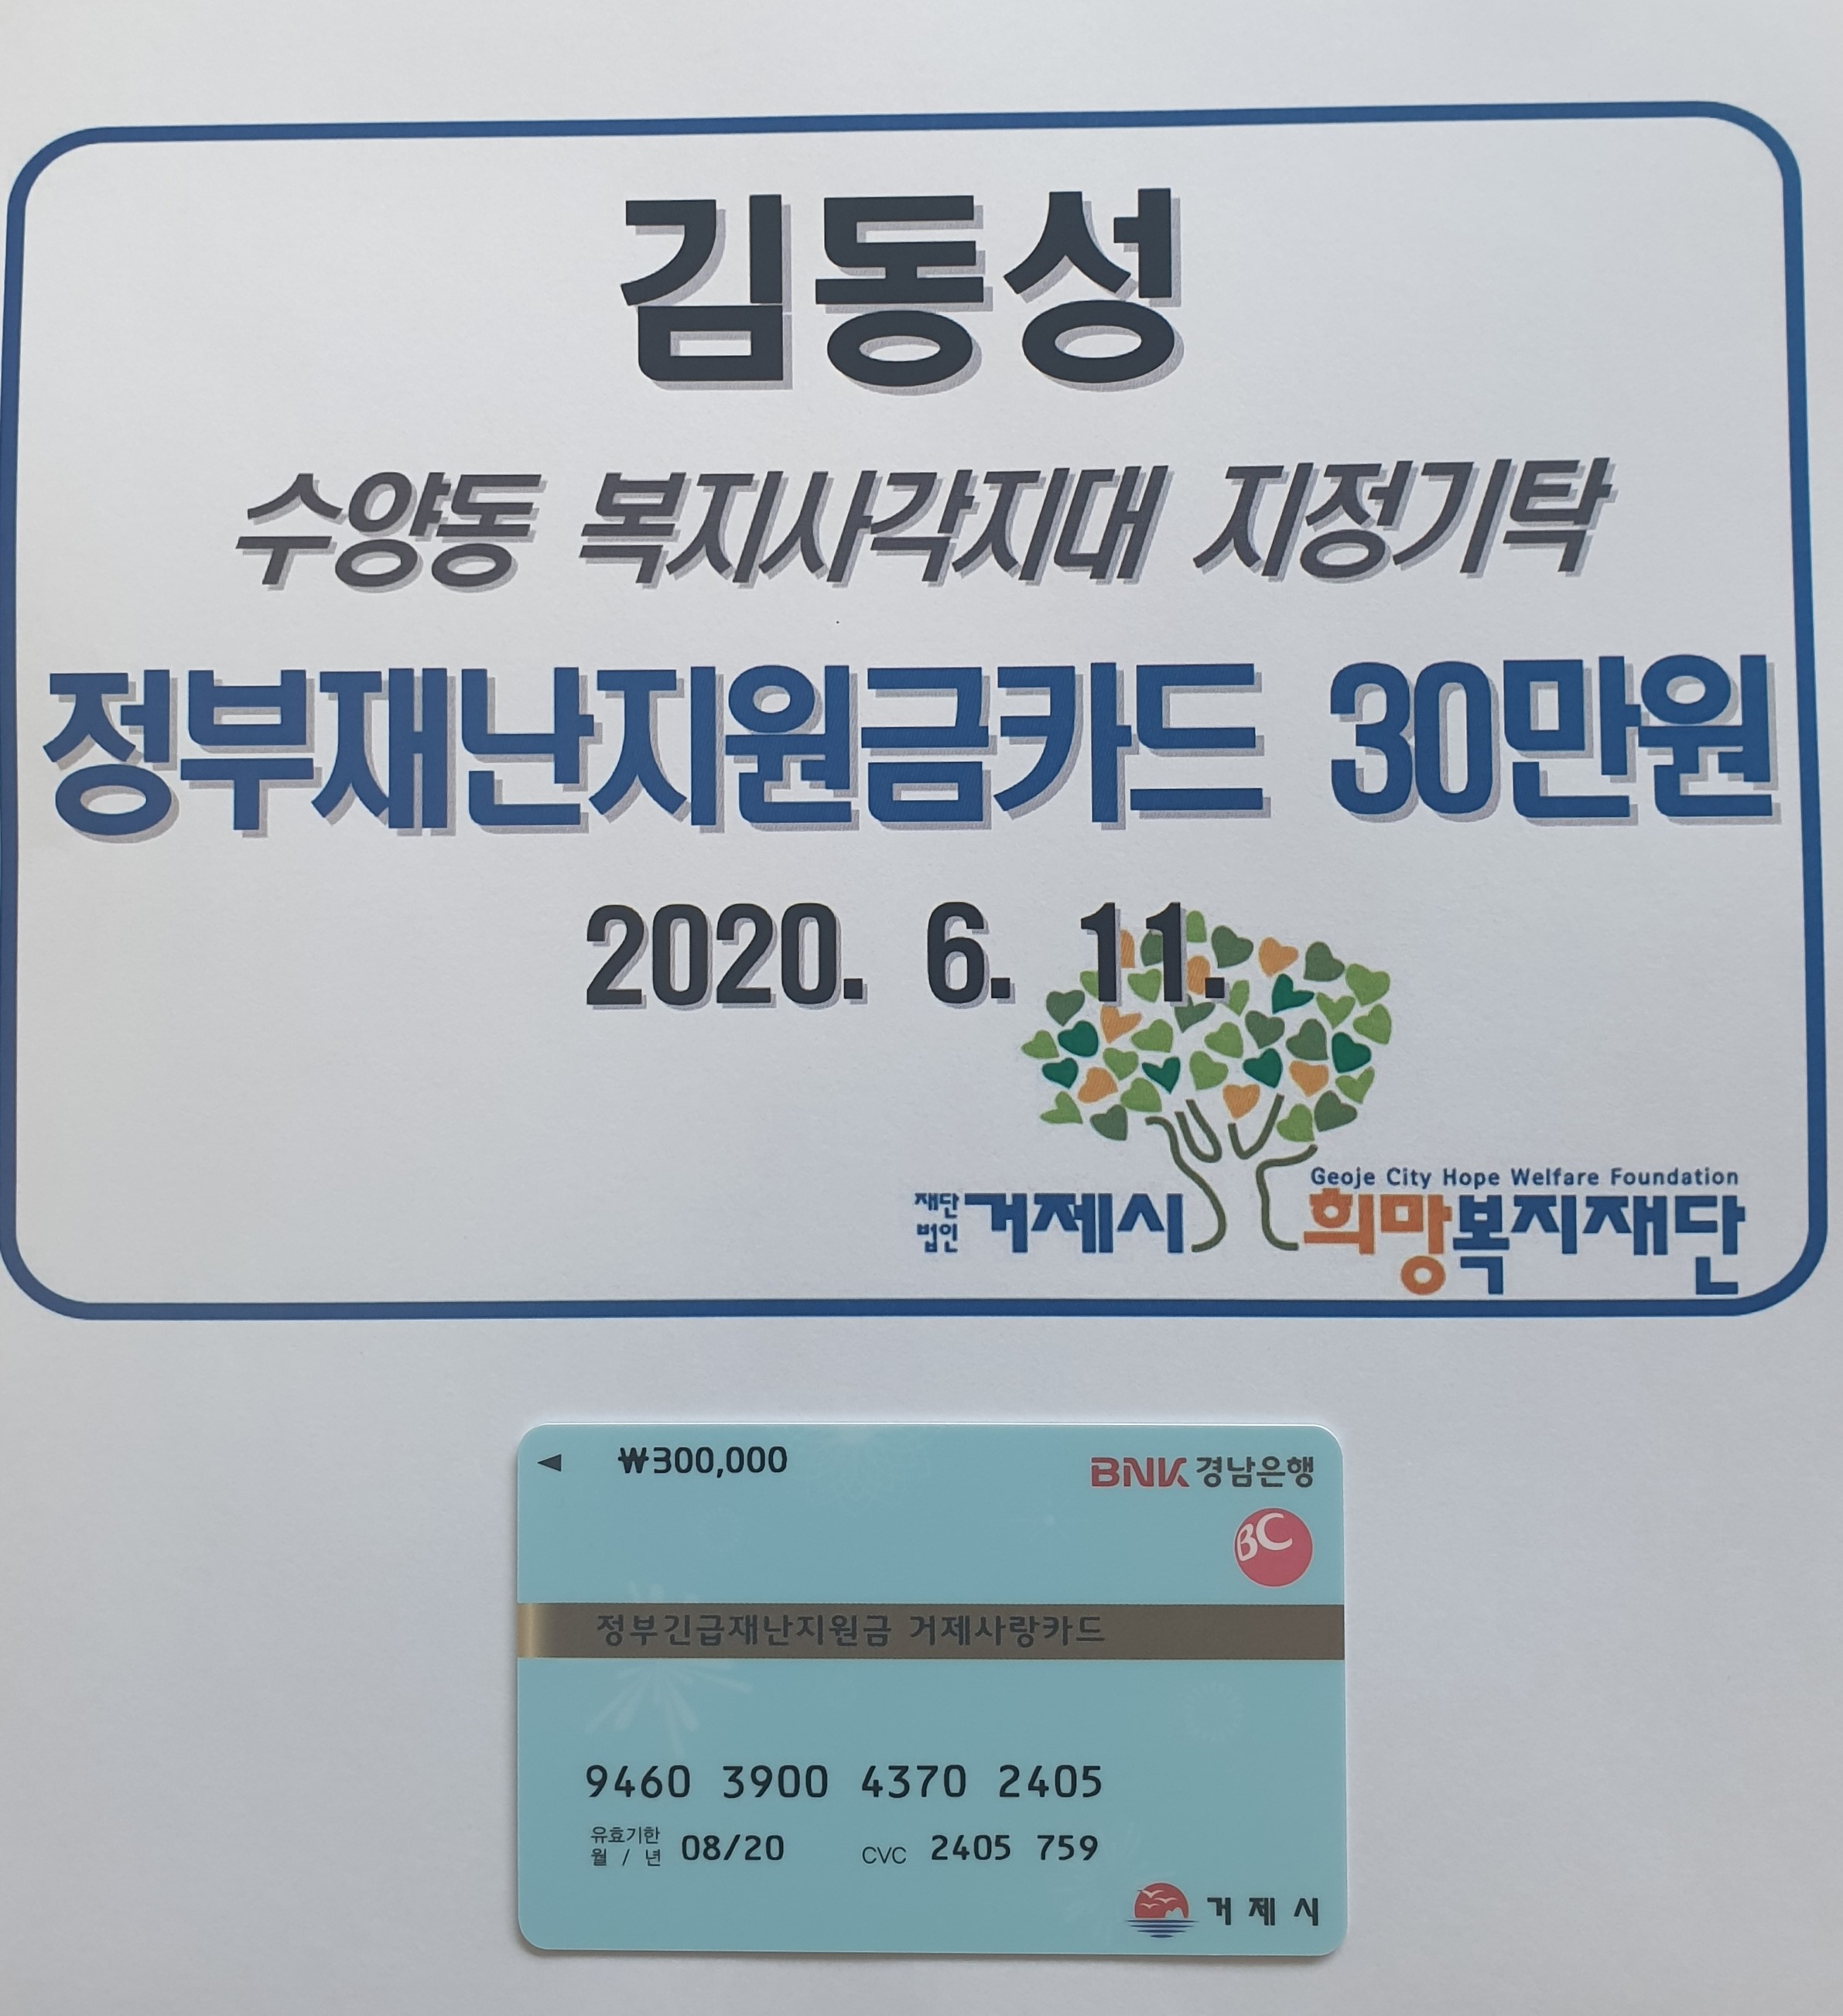 김동성
수양동 복지사각지대 지정기탁
정부재난지원금카드 30만원
2020. 6. 11.
Geoje City Hope Welfare Foundation
재단법인 거제시 희망복지재단
₩300,000
BNK 경남은행
BC
정부긴급재난지원금 거제사랑카드
9460 3900 4370 2405
유효기한 월 / 년 08/20 CVC 2405 759
거제시